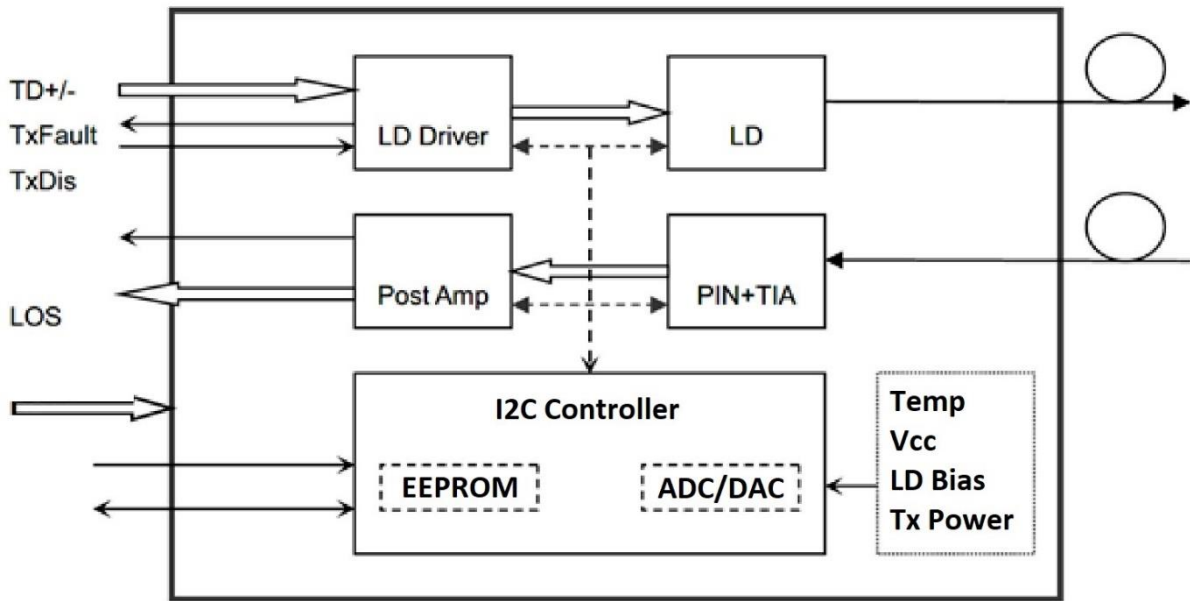 TD+/-
TxFault
TxDis
LD Driver
LD
LOS
Post Amp
PIN+TIA
I2C Controller
EEPROM
ADC/DAC
Temp
Vcc
LD Bias
Tx Power